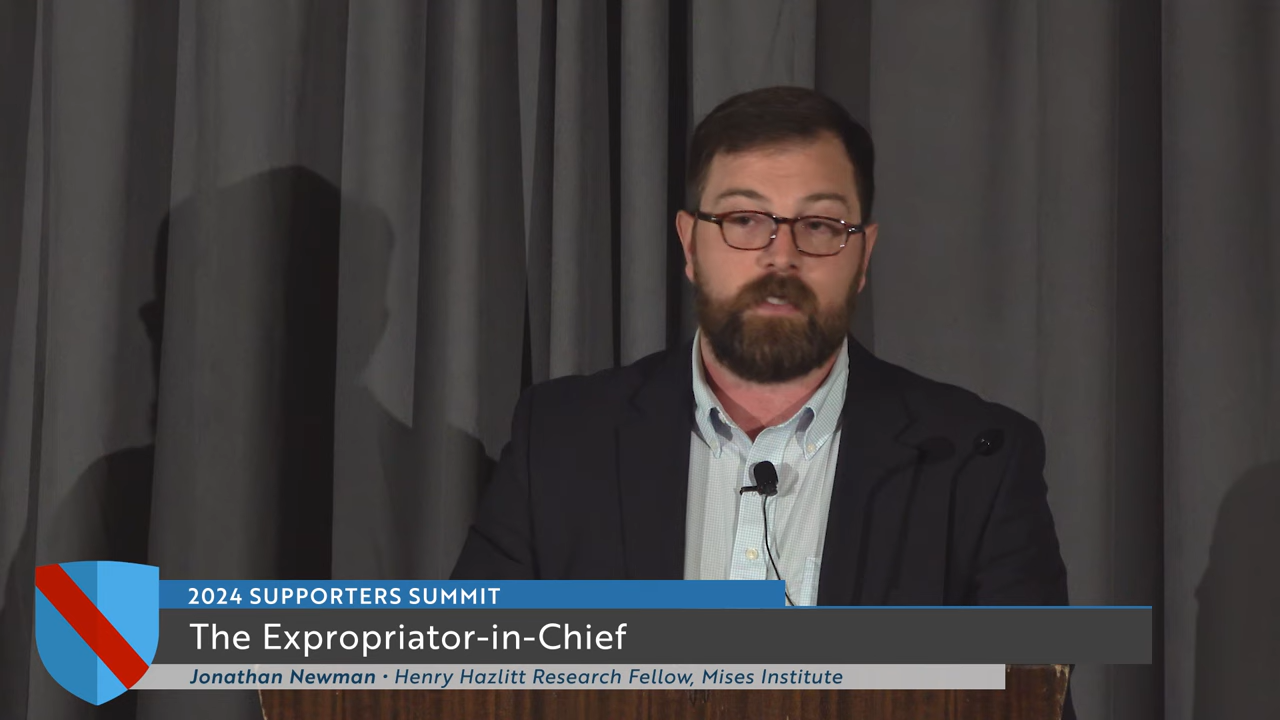 2024 SUPPORTERS SUMMIT
The Expropriator-in-Chief
Jonathan Newman • Henry Hazlitt Research Fellow, Mises Institute